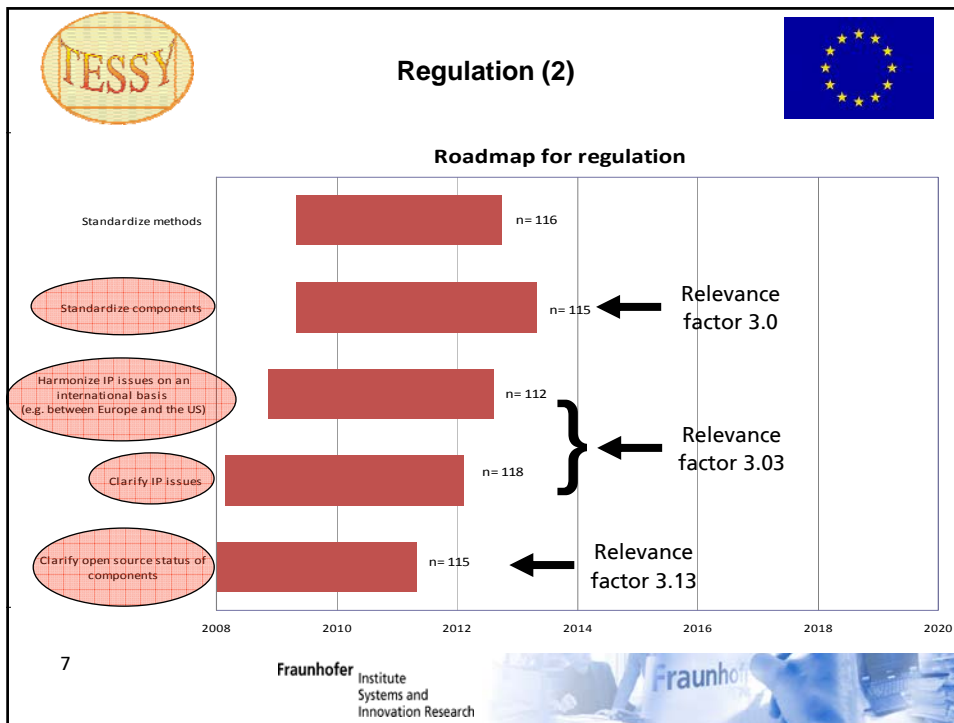 TESSY
Regulation (2)
Roadmap for regulation
Standardize methods
n= 116
Standardize components
n= 115
Relevance
factor 3.0
Harmonize IP issues on an
international basis
(e.g. between Europe and the US)
n= 112
}
Relevance
factor 3.03
Clarify IP issues
n= 118
Clarify open source status of
components
n= 115
Relevance
factor 3.13
2008 2010 2012 2014 2016 2018 2020
7
Fraunhofer Institute
Systems and
Innovation Research
Fraunhof